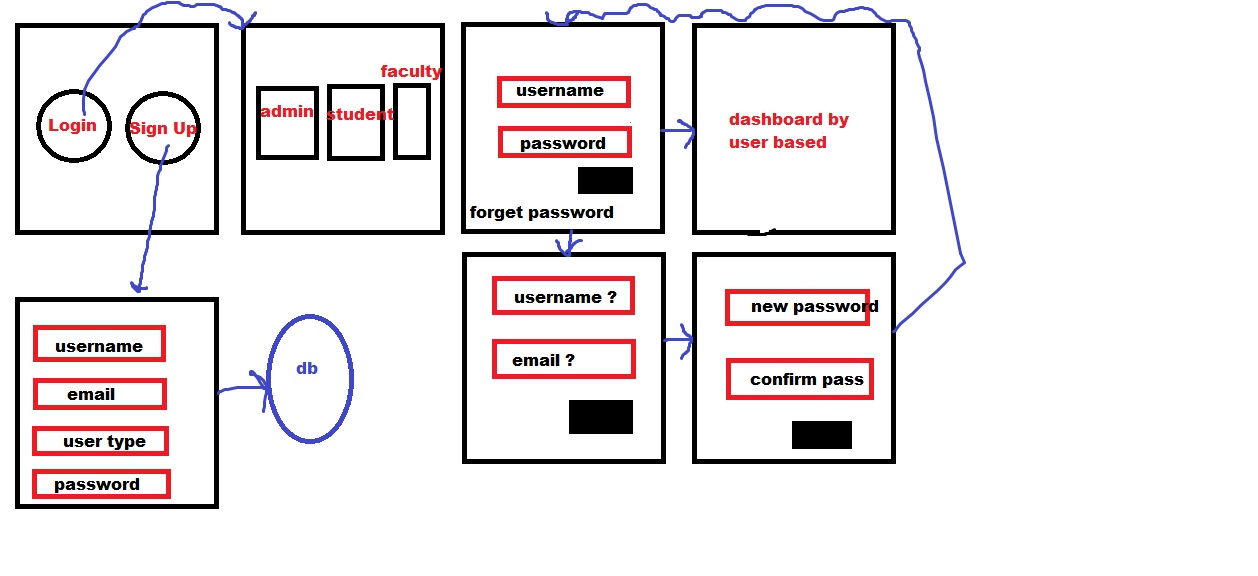 Login
Sign Up
admin
student
faculty
username
password
forget password
dashboard by
user based
username
email
user type
password
db
username ?
email ?
new password
confirm pass